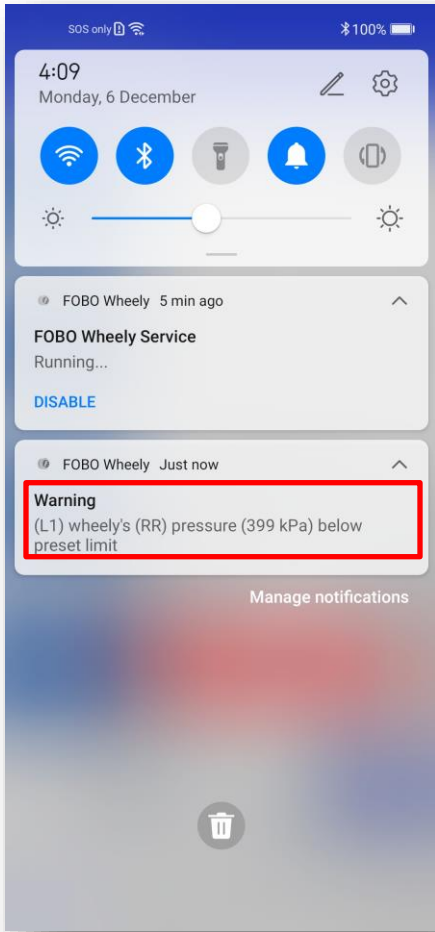 SOS only 100%
4:09
Monday, 6 December
FOBO Wheely 5 min ago
FOBO Wheely Service
Running...
DISABLE
FOBO Wheely Just now
Warning
(L1) wheely's (RR) pressure (399 kPa) below
preset limit
Manage notifications